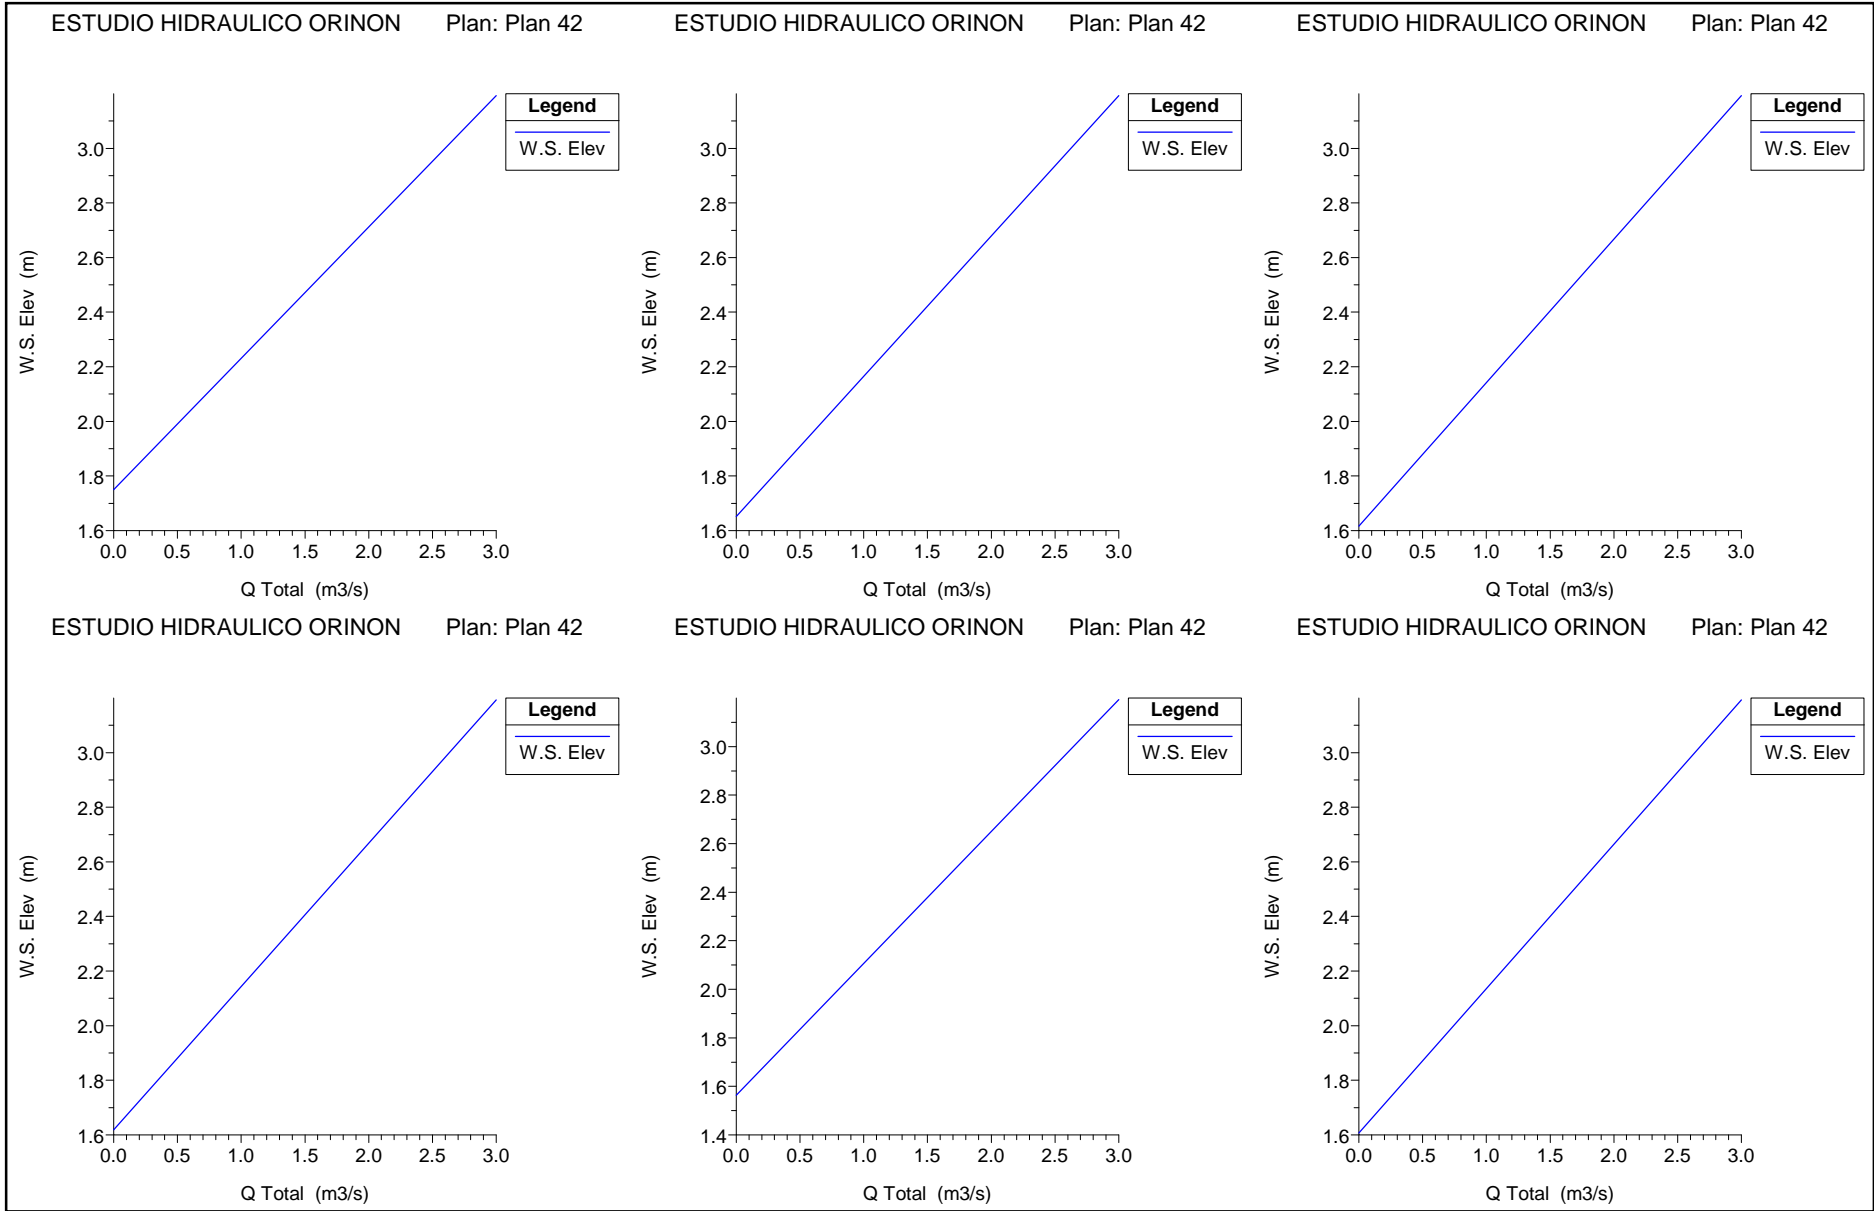 ESTUDIO HIDRAULICO ORINON Plan: Plan 42
Legend
W.S. Elev
3.0
2.8
2.6
2.4
2.2
2.0
1.8
1.6
W.S. Elev (m)
0.0 0.5 1.0 1.5 2.0 2.5 3.0
Q Total (m3/s)
ESTUDIO HIDRAULICO ORINON Plan: Plan 42
Legend
W.S. Elev
3.0
2.8
2.6
2.4
2.2
2.0
1.8
1.6
W.S. Elev (m)
0.0 0.5 1.0 1.5 2.0 2.5 3.0
Q Total (m3/s)
ESTUDIO HIDRAULICO ORINON Plan: Plan 42
Legend
W.S. Elev
3.0
2.8
2.6
2.4
2.2
2.0
1.8
1.6
W.S. Elev (m)
0.0 0.5 1.0 1.5 2.0 2.5 3.0
Q Total (m3/s)
ESTUDIO HIDRAULICO ORINON Plan: Plan 42
Legend
W.S. Elev
3.0
2.8
2.6
2.4
2.2
2.0
1.8
1.6
W.S. Elev (m)
0.0 0.5 1.0 1.5 2.0 2.5 3.0
Q Total (m3/s)
ESTUDIO HIDRAULICO ORINON Plan: Plan 42
Legend
W.S. Elev
3.0
2.8
2.6
2.4
2.2
2.0
1.8
1.6
1.4
W.S. Elev (m)
0.0 0.5 1.0 1.5 2.0 2.5 3.0
Q Total (m3/s)
ESTUDIO HIDRAULICO ORINON Plan: Plan 42
Legend
W.S. Elev
3.0
2.8
2.6
2.4
2.2
2.0
1.8
1.6
W.S. Elev (m)
0.0 0.5 1.0 1.5 2.0 2.5 3.0
Q Total (m3/s)